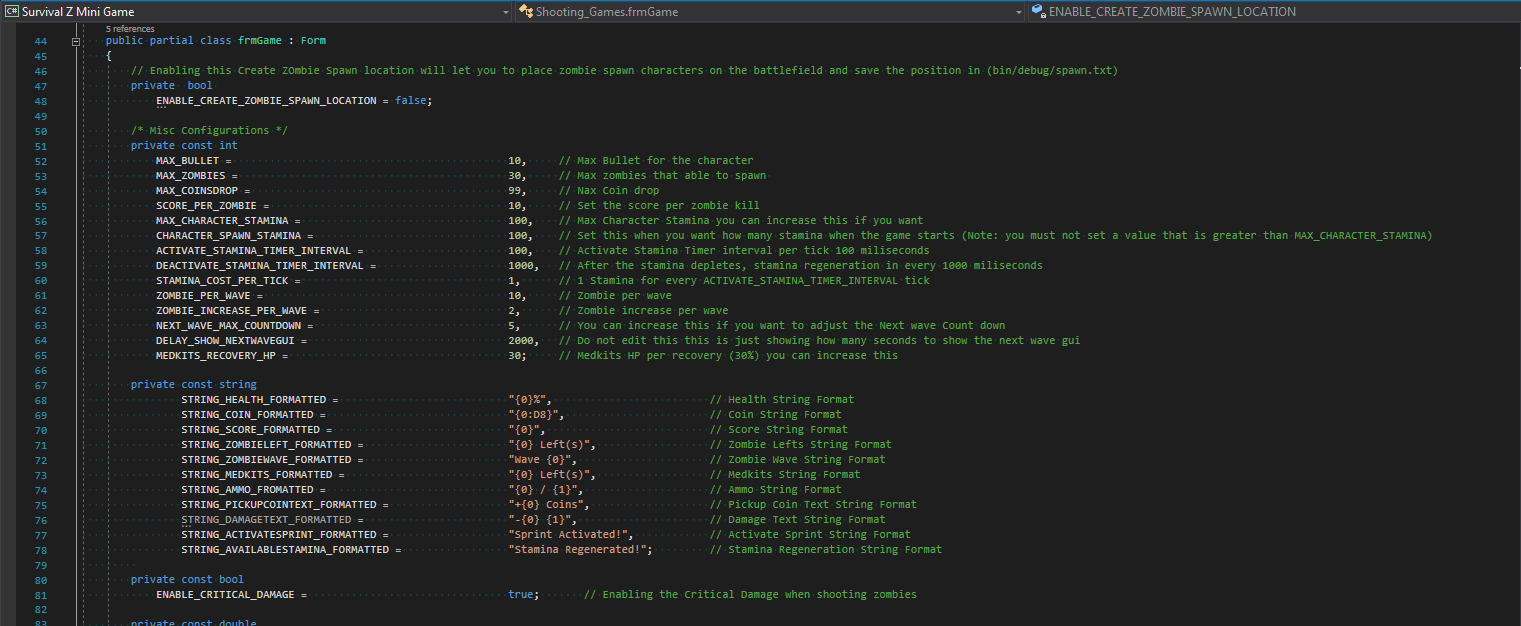 C# Survival Z Mini Game Shooting_Games.frmGame ENABLE_CREATE_ZOMBIE_SPAWN_LOCATION
5 references
44 public partial class frmGame : Form
45 {
46 // Enabling this Create ZOmbie Spawn location will let you to place zombie spawn characters on the battlefield and save the position in (bin/debug/spawn.txt)
47 private bool
48 ENABLE_CREATE_ZOMBIE_SPAWN_LOCATION = false;
49
50 /* Misc Configurations */
51 private const int
52 MAX_BULLET = 10, // Max Bullet for the character
53 MAX_ZOMBIES = 30, // Max zombies that able to spawn
54 MAX_COINSDROP = 99, // Nax Coin drop
55 SCORE_PER_ZOMBIE = 10, // Set the score per zombie kill
56 MAX_CHARACTER_STAMINA = 100, // Max Character Stamina you can increase this if you want
57 CHARACTER_SPAWN_STAMINA = 100, // Set this when you want how many stamina when the game starts (Note: you must not set a value that is greater than MAX_CHARACTER_STAMINA)
58 ACTIVATE_STAMINA_TIMER_INTERVAL = 100, // Activate Stamina Timer interval per tick 100 miliseconds
59 DEACTIVATE_STAMINA_TIMER_INTERVAL = 1000, // After the stamina depletes, stamina regeneration in every 1000 miliseconds
60 STAMINA_COST_PER_TICK = 1, // 1 Stamina for every ACTIVATE_STAMINA_TIMER_INTERVAL tick
61 ZOMBIE_PER_WAVE = 10, // Zombie per wave
62 ZOMBIE_INCREASE_PER_WAVE = 2, // Zombie increase per wave
63 NEXT_WAVE_MAX_COUNTDOWN = 5, // You can increase this if you want to adjust the Next wave Count down
64 DELAY_SHOW_NEXTWAVEGUI = 2000, // Do not edit this this is just showing how many seconds to show the next wave gui
65 MEDKITS_RECOVERY_HP = 30; // Medkits HP per recovery (30%) you can increase this
66
67 private const string
68 STRING_HEALTH_FORMATTED = "{0}%", // Health String Format
69 STRING_COIN_FORMATTED = "{0:D8}", // Coin String Format
70 STRING_SCORE_FORMATTED = "{0}", // Score String Format
71 STRING_ZOMBIELEFT_FORMATTED = "{0} Left(s)", // Zombie Lefts String Format
72 STRING_ZOMBIEWAVE_FORMATTED = "Wave {0}", // Zombie Wave String Format
73 STRING_MEDKITS_FORMATTED = "{0} Left(s)", // Medkits String Format
74 STRING_AMMO_FROMATTED = "{0} / {1}", // Ammo String Format
75 STRING_PICKUPCOINTEXT_FORMATTED = "+{0} Coins", // Pickup Coin Text String Format
76 STRING_DAMAGETEXT_FORMATTED = "-{0} {1}", // Damage Text String Format
77 STRING_ACTIVATESPRINT_FORMATTED = "Sprint Activated!", // Activate Sprint String Format
78 STRING_AVAILABLESTAMINA_FORMATTED = "Stamina Regenerated!"; // Stamina Regeneration String Format
79
80 private const bool
81 ENABLE_CRITICAL_DAMAGE = true; // Enabling the Critical Damage when shooting zombies
82
83 private const double